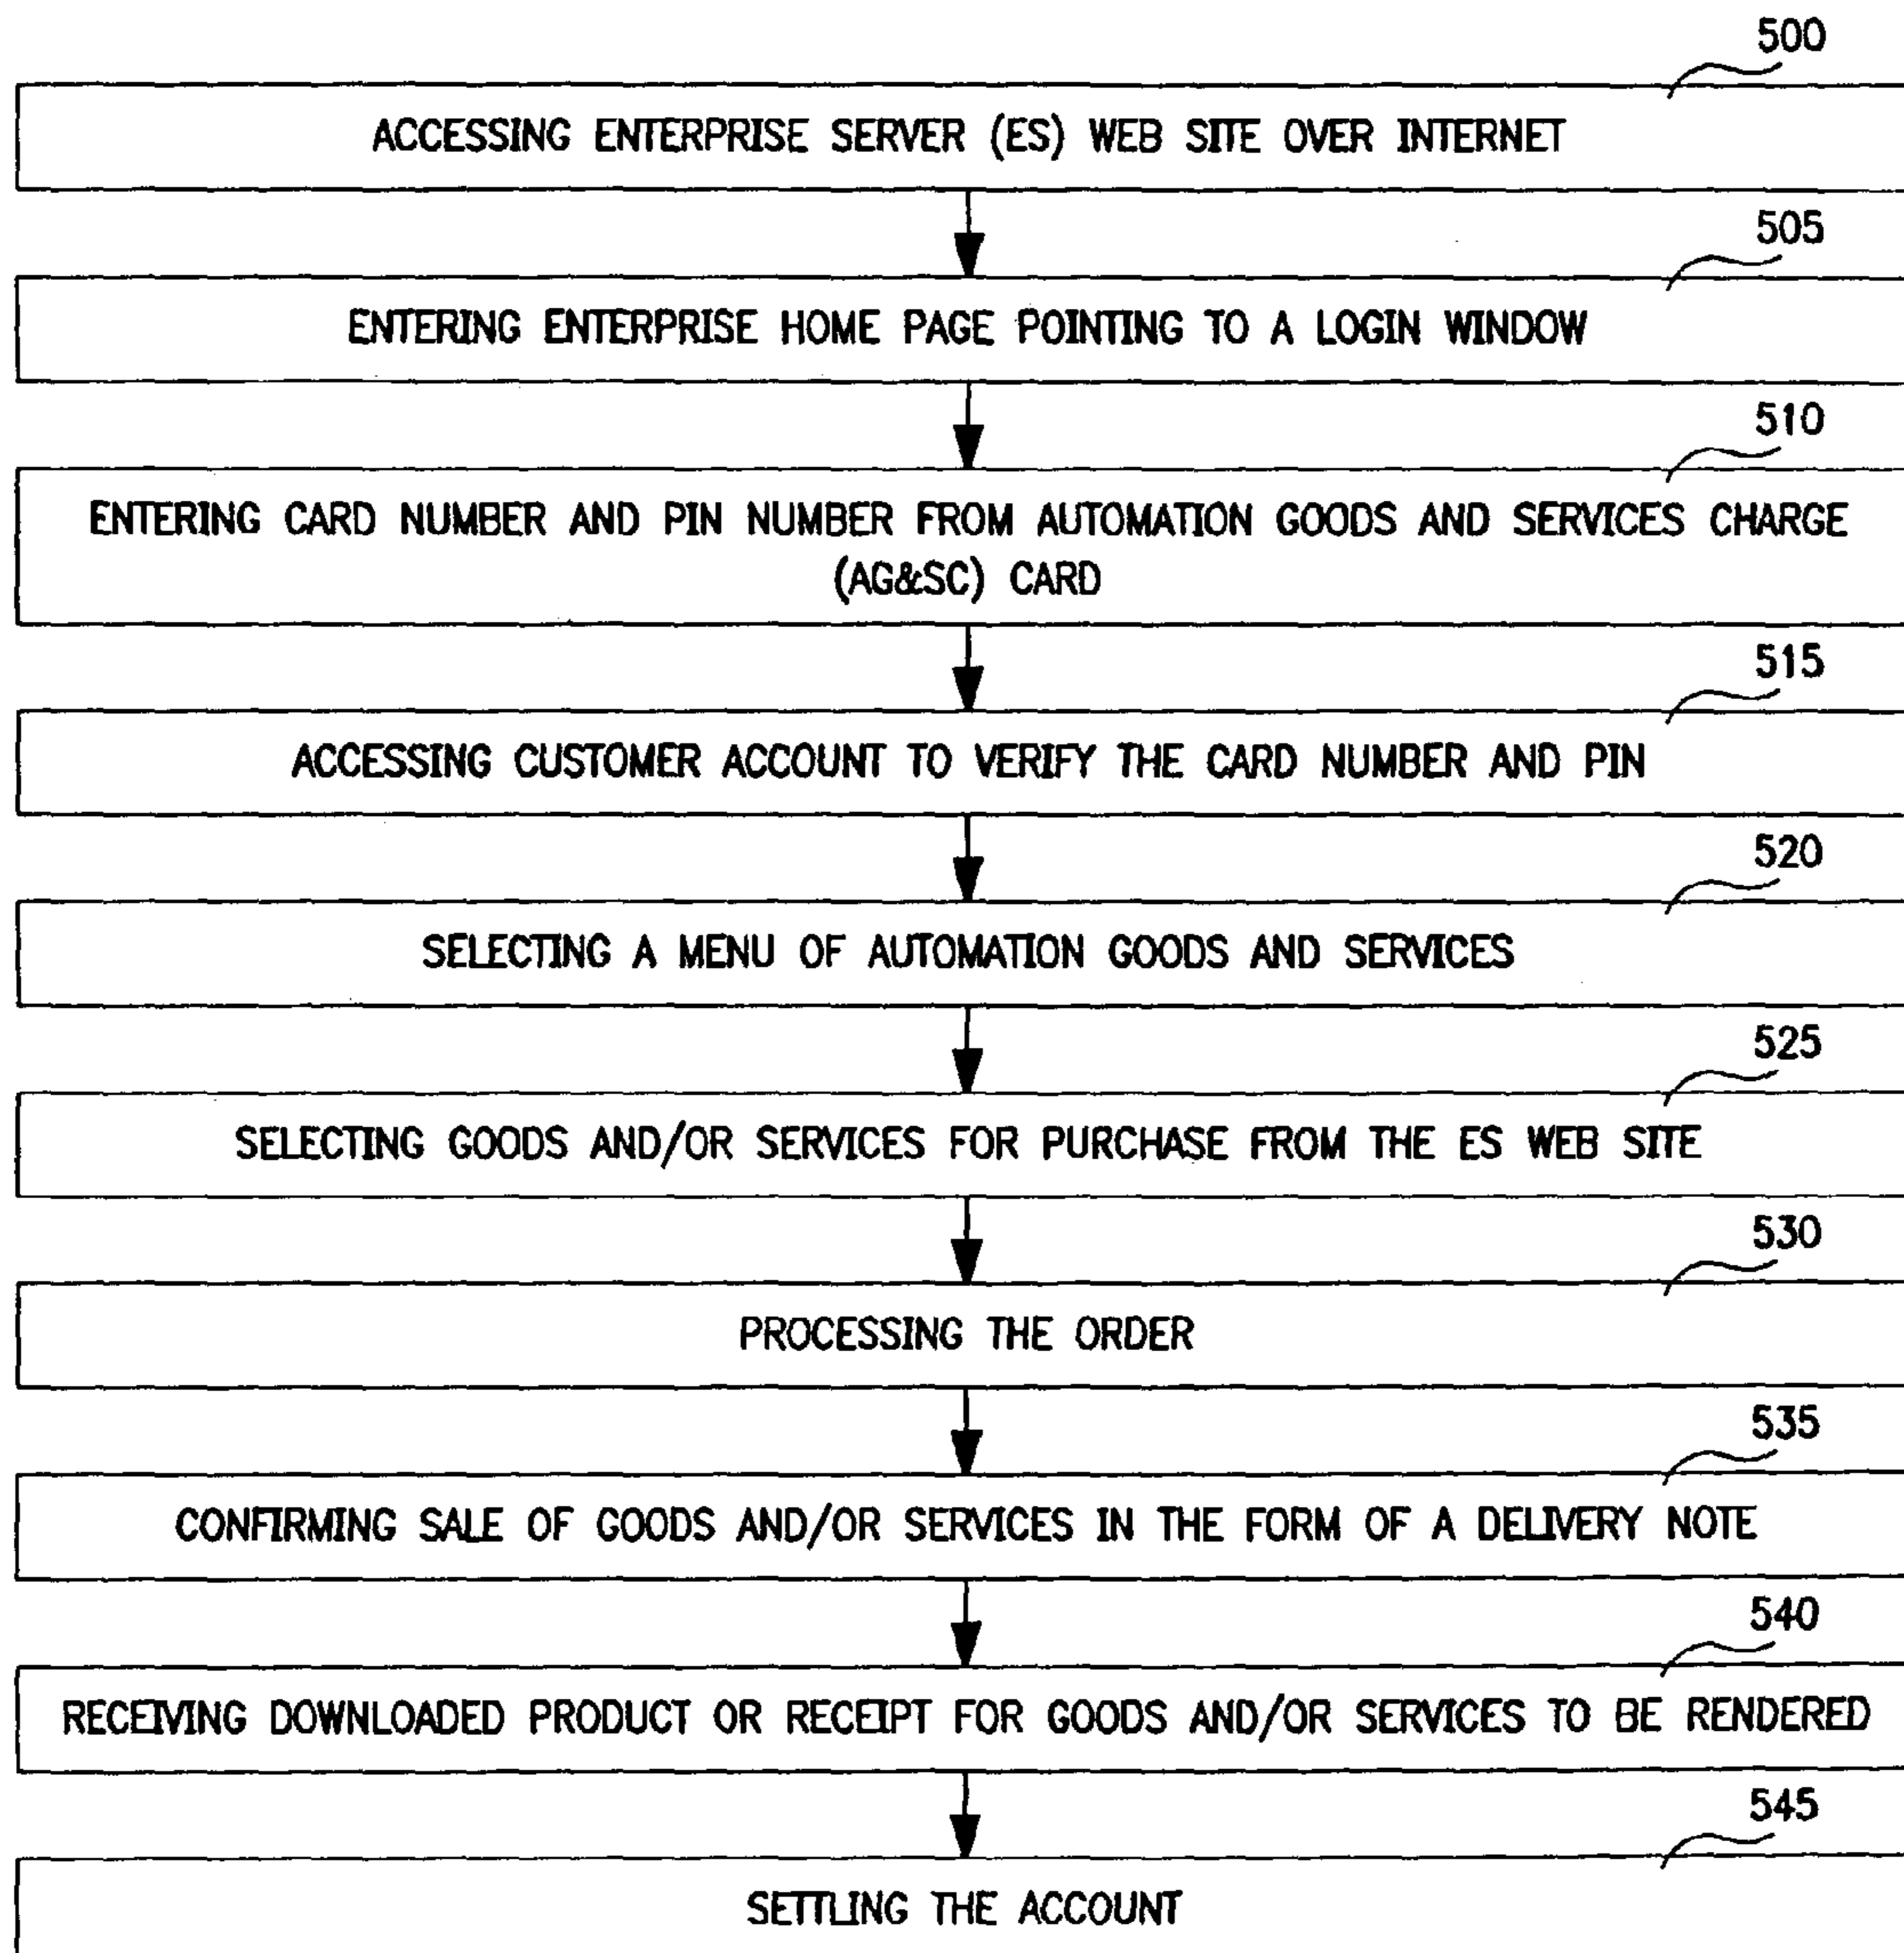 500
ACCESSING ENTERPRISE SERVER (ES) WEB SITE OVER INTERNET
505
ENTERING ENTERPRISE HOME PAGE POINTING TO A LOGIN WINDOW
510
ENTERING CARD NUMBER AND PIN NUMBER FROM AUTOMATION GOODS AND SERVICES CHARGE
(AG&SC) CARD
515
ACCESSING CUSTOMER ACCOUNT TO VERIFY THE CARD NUMBER AND PIN
520
SELECTING A MENU OF AUTOMATION GOODS AND SERVICES
525
SELECTING GOODS AND/OR SERVICES FOR PURCHASE FROM THE ES WEB SITE
530
PROCESSING THE ORDER
535
CONFIRMING SALE OF GOODS AND/OR SERVICES IN THE FORM OF A DELIVERY NOTE
540
RECEIVING DOWNLOADED PRODUCT OR RECEIPT FOR GOODS AND/OR SERVICES TO BE RENDERED
545
SETTLING THE ACCOUNT